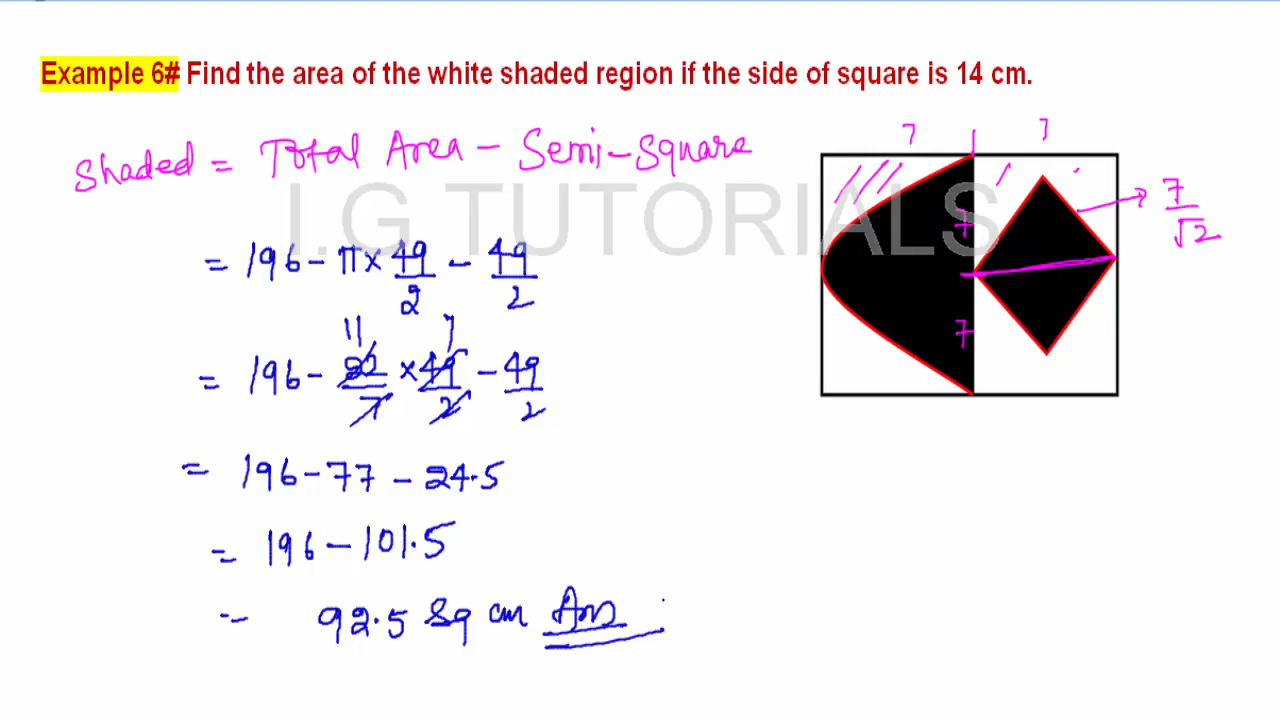 Example 6# Find the area of the white shaded region if the side of square is 14 cm.
Shaded = Total Area - Semi - Square
I.G TUTORIALS
= 196 - π × 49/2 - 49/2
11 7
= 196 - 22/7 × 49/2 - 49/2
= 196 - 77 - 24.5
= 196 - 101.5
= 92.5 Sq cm Ans
7 7
7
7
7/√2